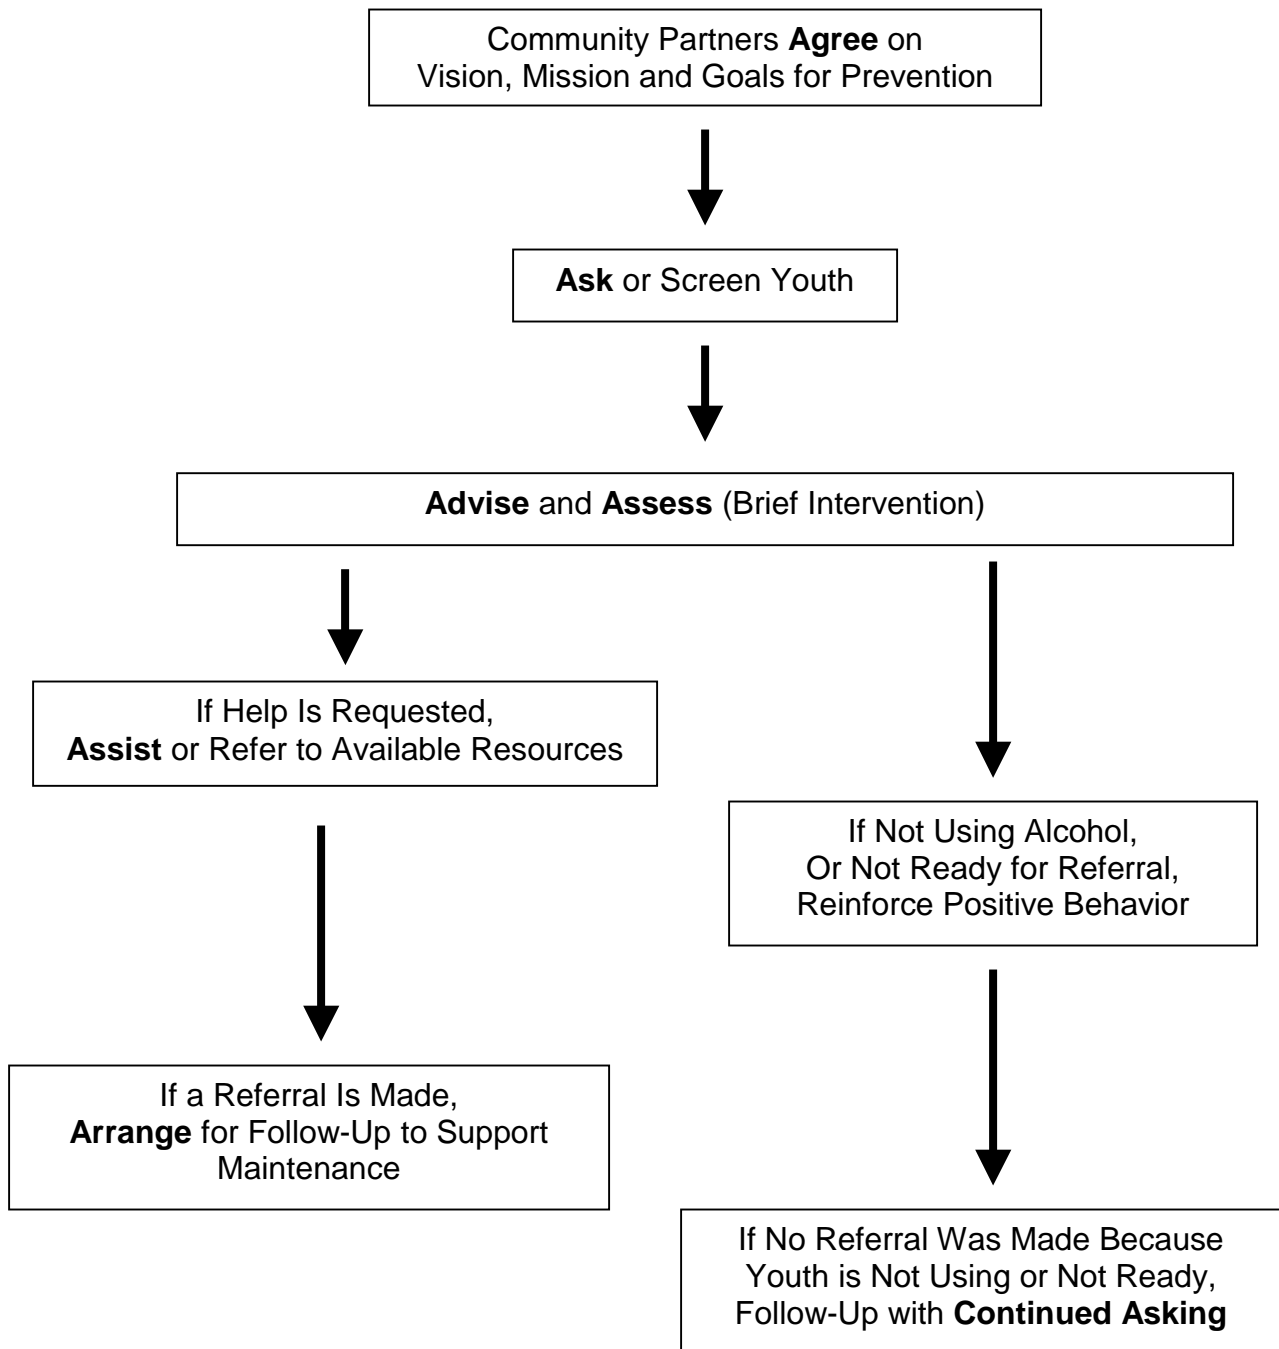 Community Partners Agree on
Vision, Mission and Goals for Prevention
Ask or Screen Youth
Advise and Assess (Brief Intervention)
If Help Is Requested,
Assist or Refer to Available Resources
If Not Using Alcohol,
Or Not Ready for Referral,
Reinforce Positive Behavior
If a Referral Is Made,
Arrange for Follow-Up to Support
Maintenance
If No Referral Was Made Because
Youth is Not Using or Not Ready,
Follow-Up with Continued Asking